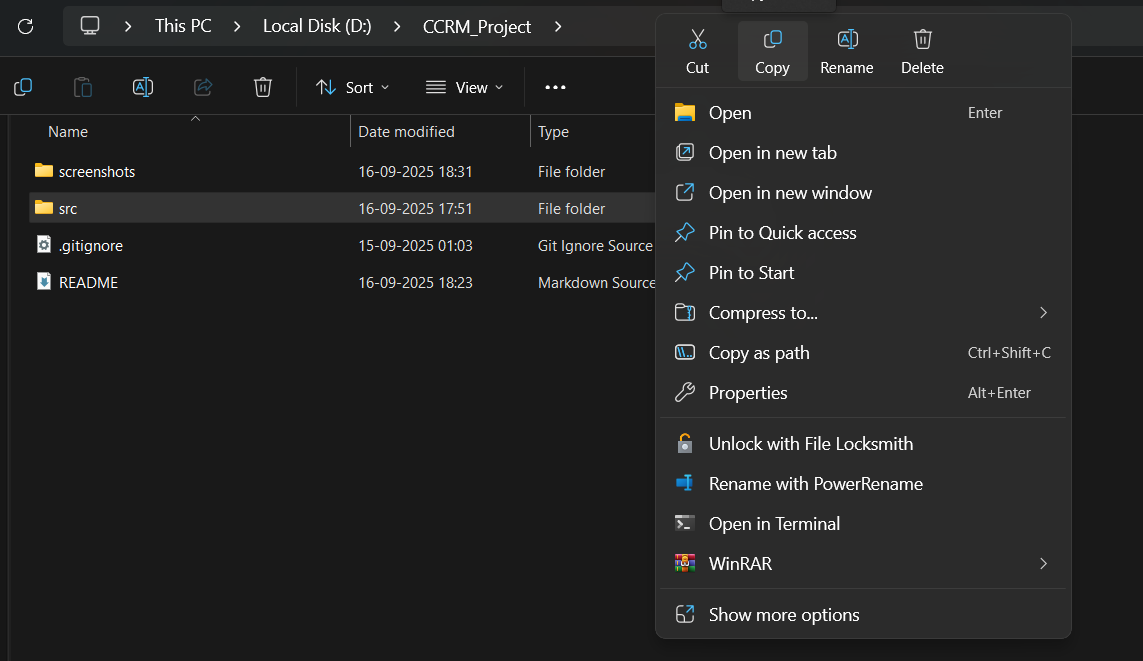 This PC
Local Disk (D:)
CCRM_Project
Sort
View
Name
Date modified
Type
screenshots 16-09-2025 18:31 File folder
src 16-09-2025 17:51 File folder
.gitignore 15-09-2025 01:03 Git Ignore Source
README 16-09-2025 18:23 Markdown Source
Cut
Copy
Rename
Delete
Open Enter
Open in new tab
Open in new window
Pin to Quick access
Pin to Start
Compress to...
Copy as path Ctrl+Shift+C
Properties Alt+Enter
Unlock with File Locksmith
Rename with PowerRename
Open in Terminal
WinRAR
Show more options